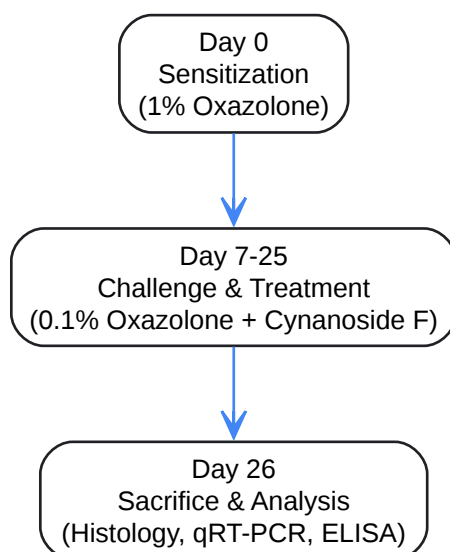 Day 0
Sensitization
(1% Oxazolone)
Day 7-25
Challenge & Treatment
(0.1% Oxazolone + Cynanoside F)
Day 26
Sacrifice & Analysis
(Histology, qRT-PCR, ELISA)